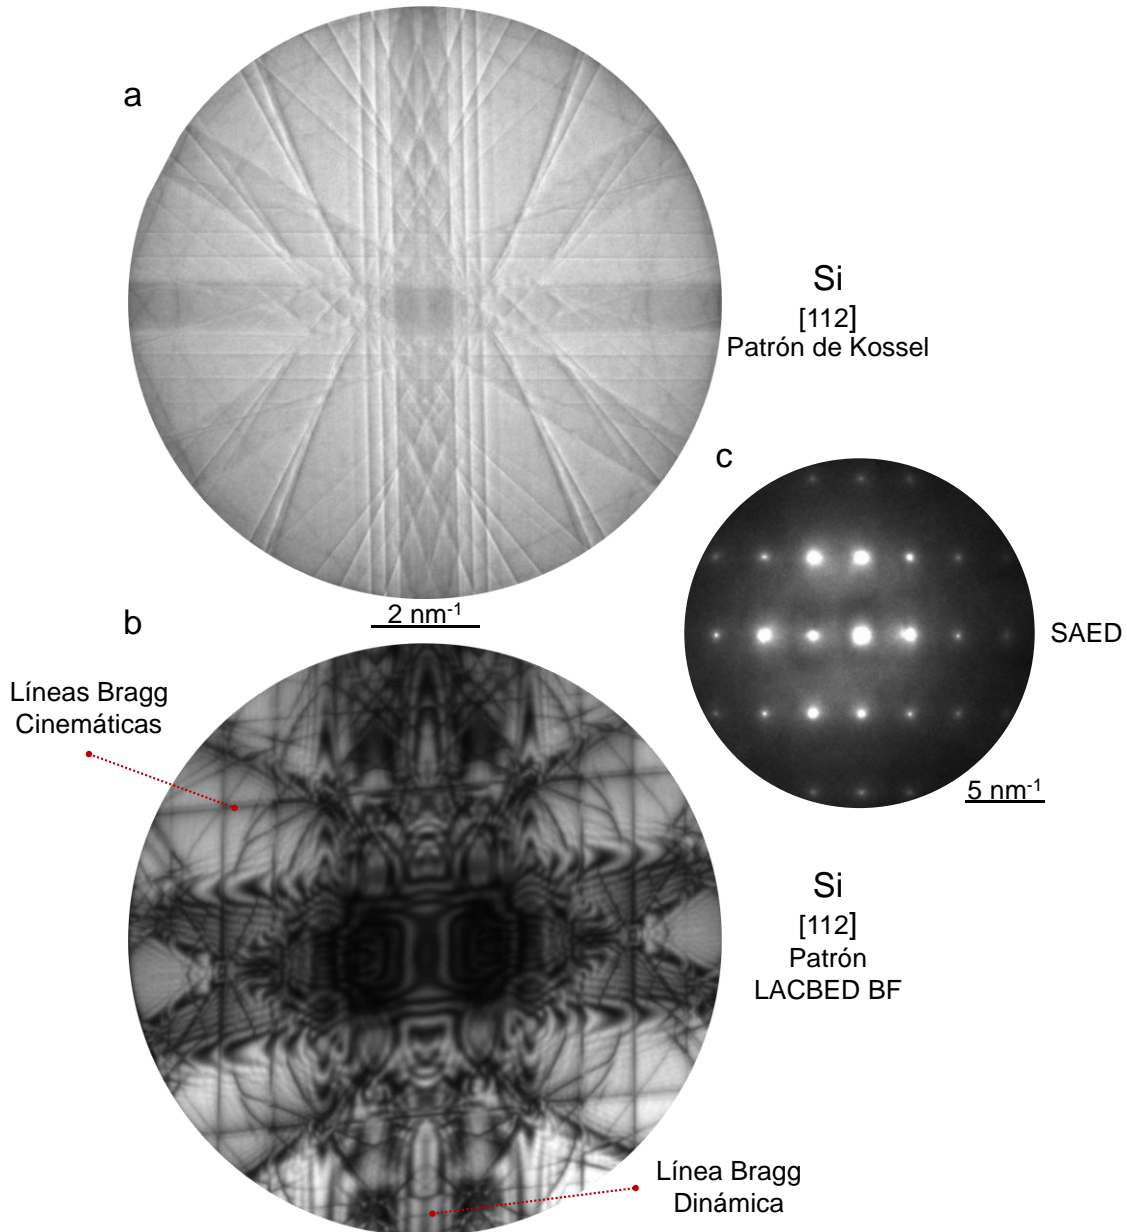 a
Si
[112]
Patrón de Kossel
c
SAED
5 nm-1
2 nm-1
b
Líneas Bragg
Cinemáticas
Si
[112]
Patrón
LACBED BF
Línea Bragg
Dinámica